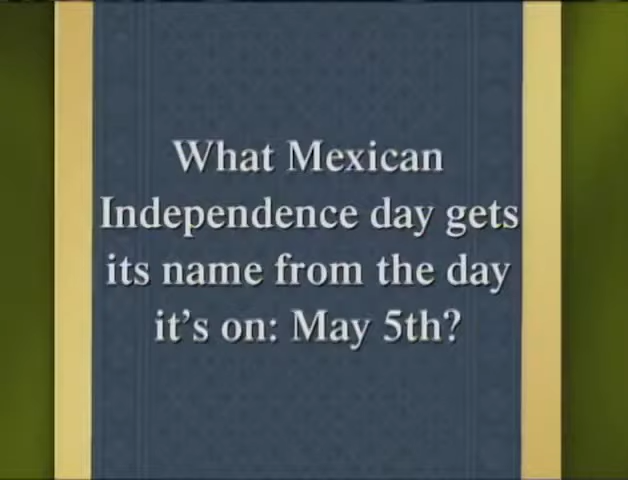 What Mexican
Independence day gets
its name from the day
it's on: May 5th?